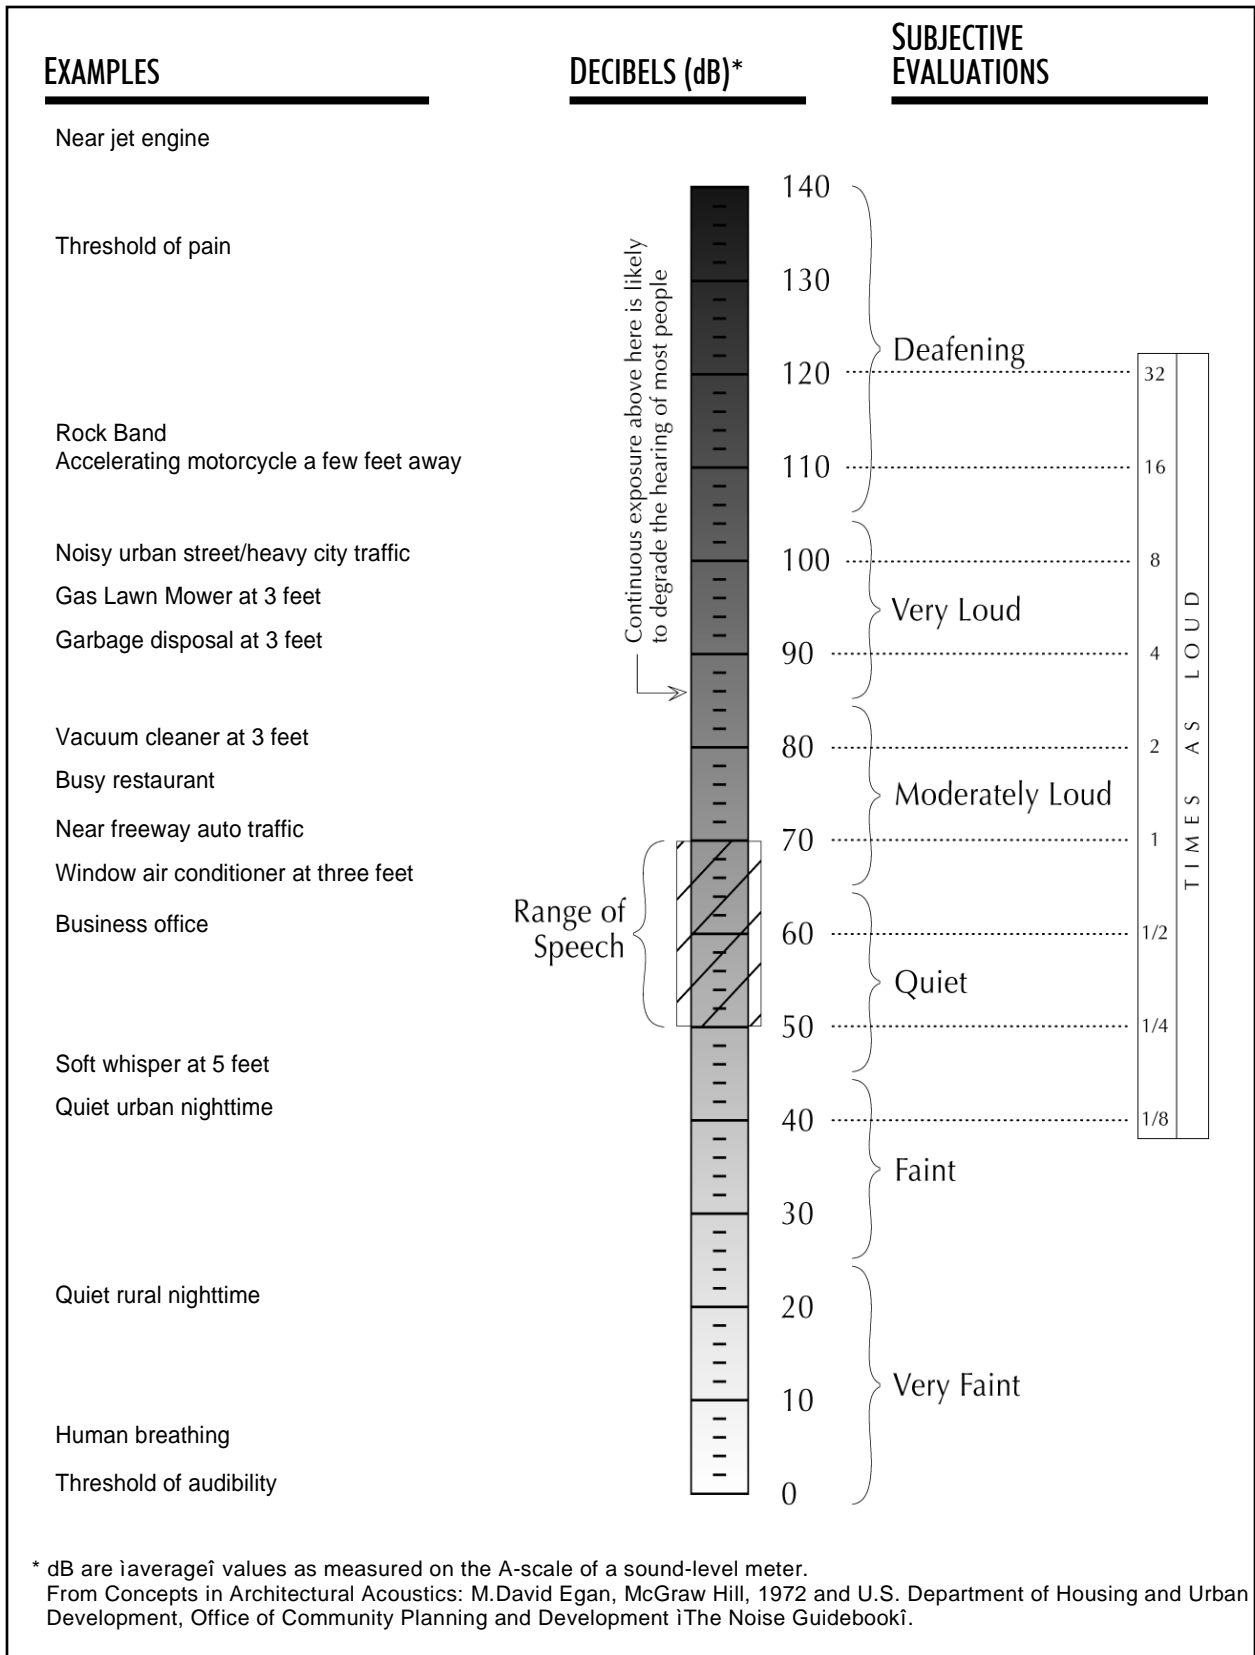 EXAMPLES
DECIBELS (dB)*
SUBJECTIVE
EVALUATIONS
Near jet engine
140
Threshold of pain
130
Continuous exposure above here is likely
to degrade the hearing of most people
Deafening
120
32
Rock Band
Accelerating motorcycle a few feet away
110
16
Noisy urban street/heavy city traffic
100
8
Gas Lawn Mower at 3 feet
Very Loud
Garbage disposal at 3 feet
90
4
TIMES AS LOUD
Vacuum cleaner at 3 feet
80
2
Busy restaurant
Moderately Loud
Near freeway auto traffic
70
1
Window air conditioner at three feet
Range of
Speech
Business office
60
1/2
Quiet
50
1/4
Soft whisper at 5 feet
Quiet urban nighttime
40
1/8
Faint
30
Quiet rural nighttime
20
Very Faint
10
Human breathing
Threshold of audibility
0
* dB are ìaverageî values as measured on the A-scale of a sound-level meter.
From Concepts in Architectural Acoustics: M.David Egan, McGraw Hill, 1972 and U.S. Department of Housing and Urban
Development, Office of Community Planning and Development ìThe Noise Guidebookî.